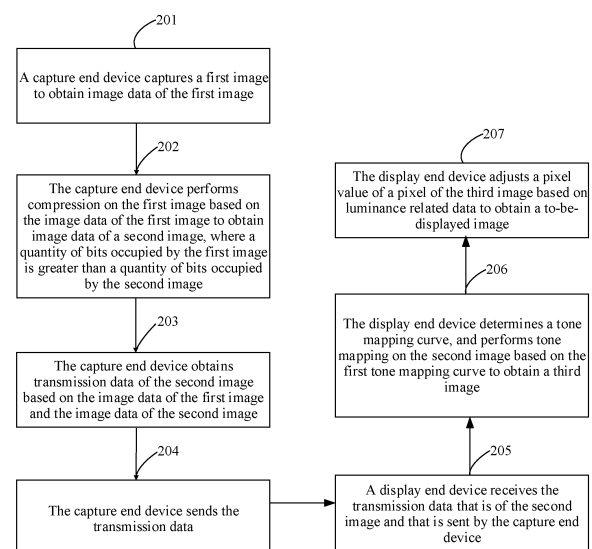 201
A capture end device captures a first image
to obtain image data of the first image
202
The capture end device performs
compression on the first image based on
the image data of the first image to obtain
image data of a second image, where a
quantity of bits occupied by the first image
is greater than a quantity of bits occupied
by the second image
203
The capture end device obtains
transmission data of the second image
based on the image data of the first image
and the image data of the second image
204
The capture end device sends the
transmission data
205
A display end device receives the
transmission data that is of the second
image and that is sent by the capture end
device
206
The display end device determines a tone
mapping curve, and performs tone
mapping on the second image based on the
first tone mapping curve to obtain a third
image
207
The display end device adjusts a pixel
value of a pixel of the third image based on
luminance related data to obtain a to-be-
displayed image